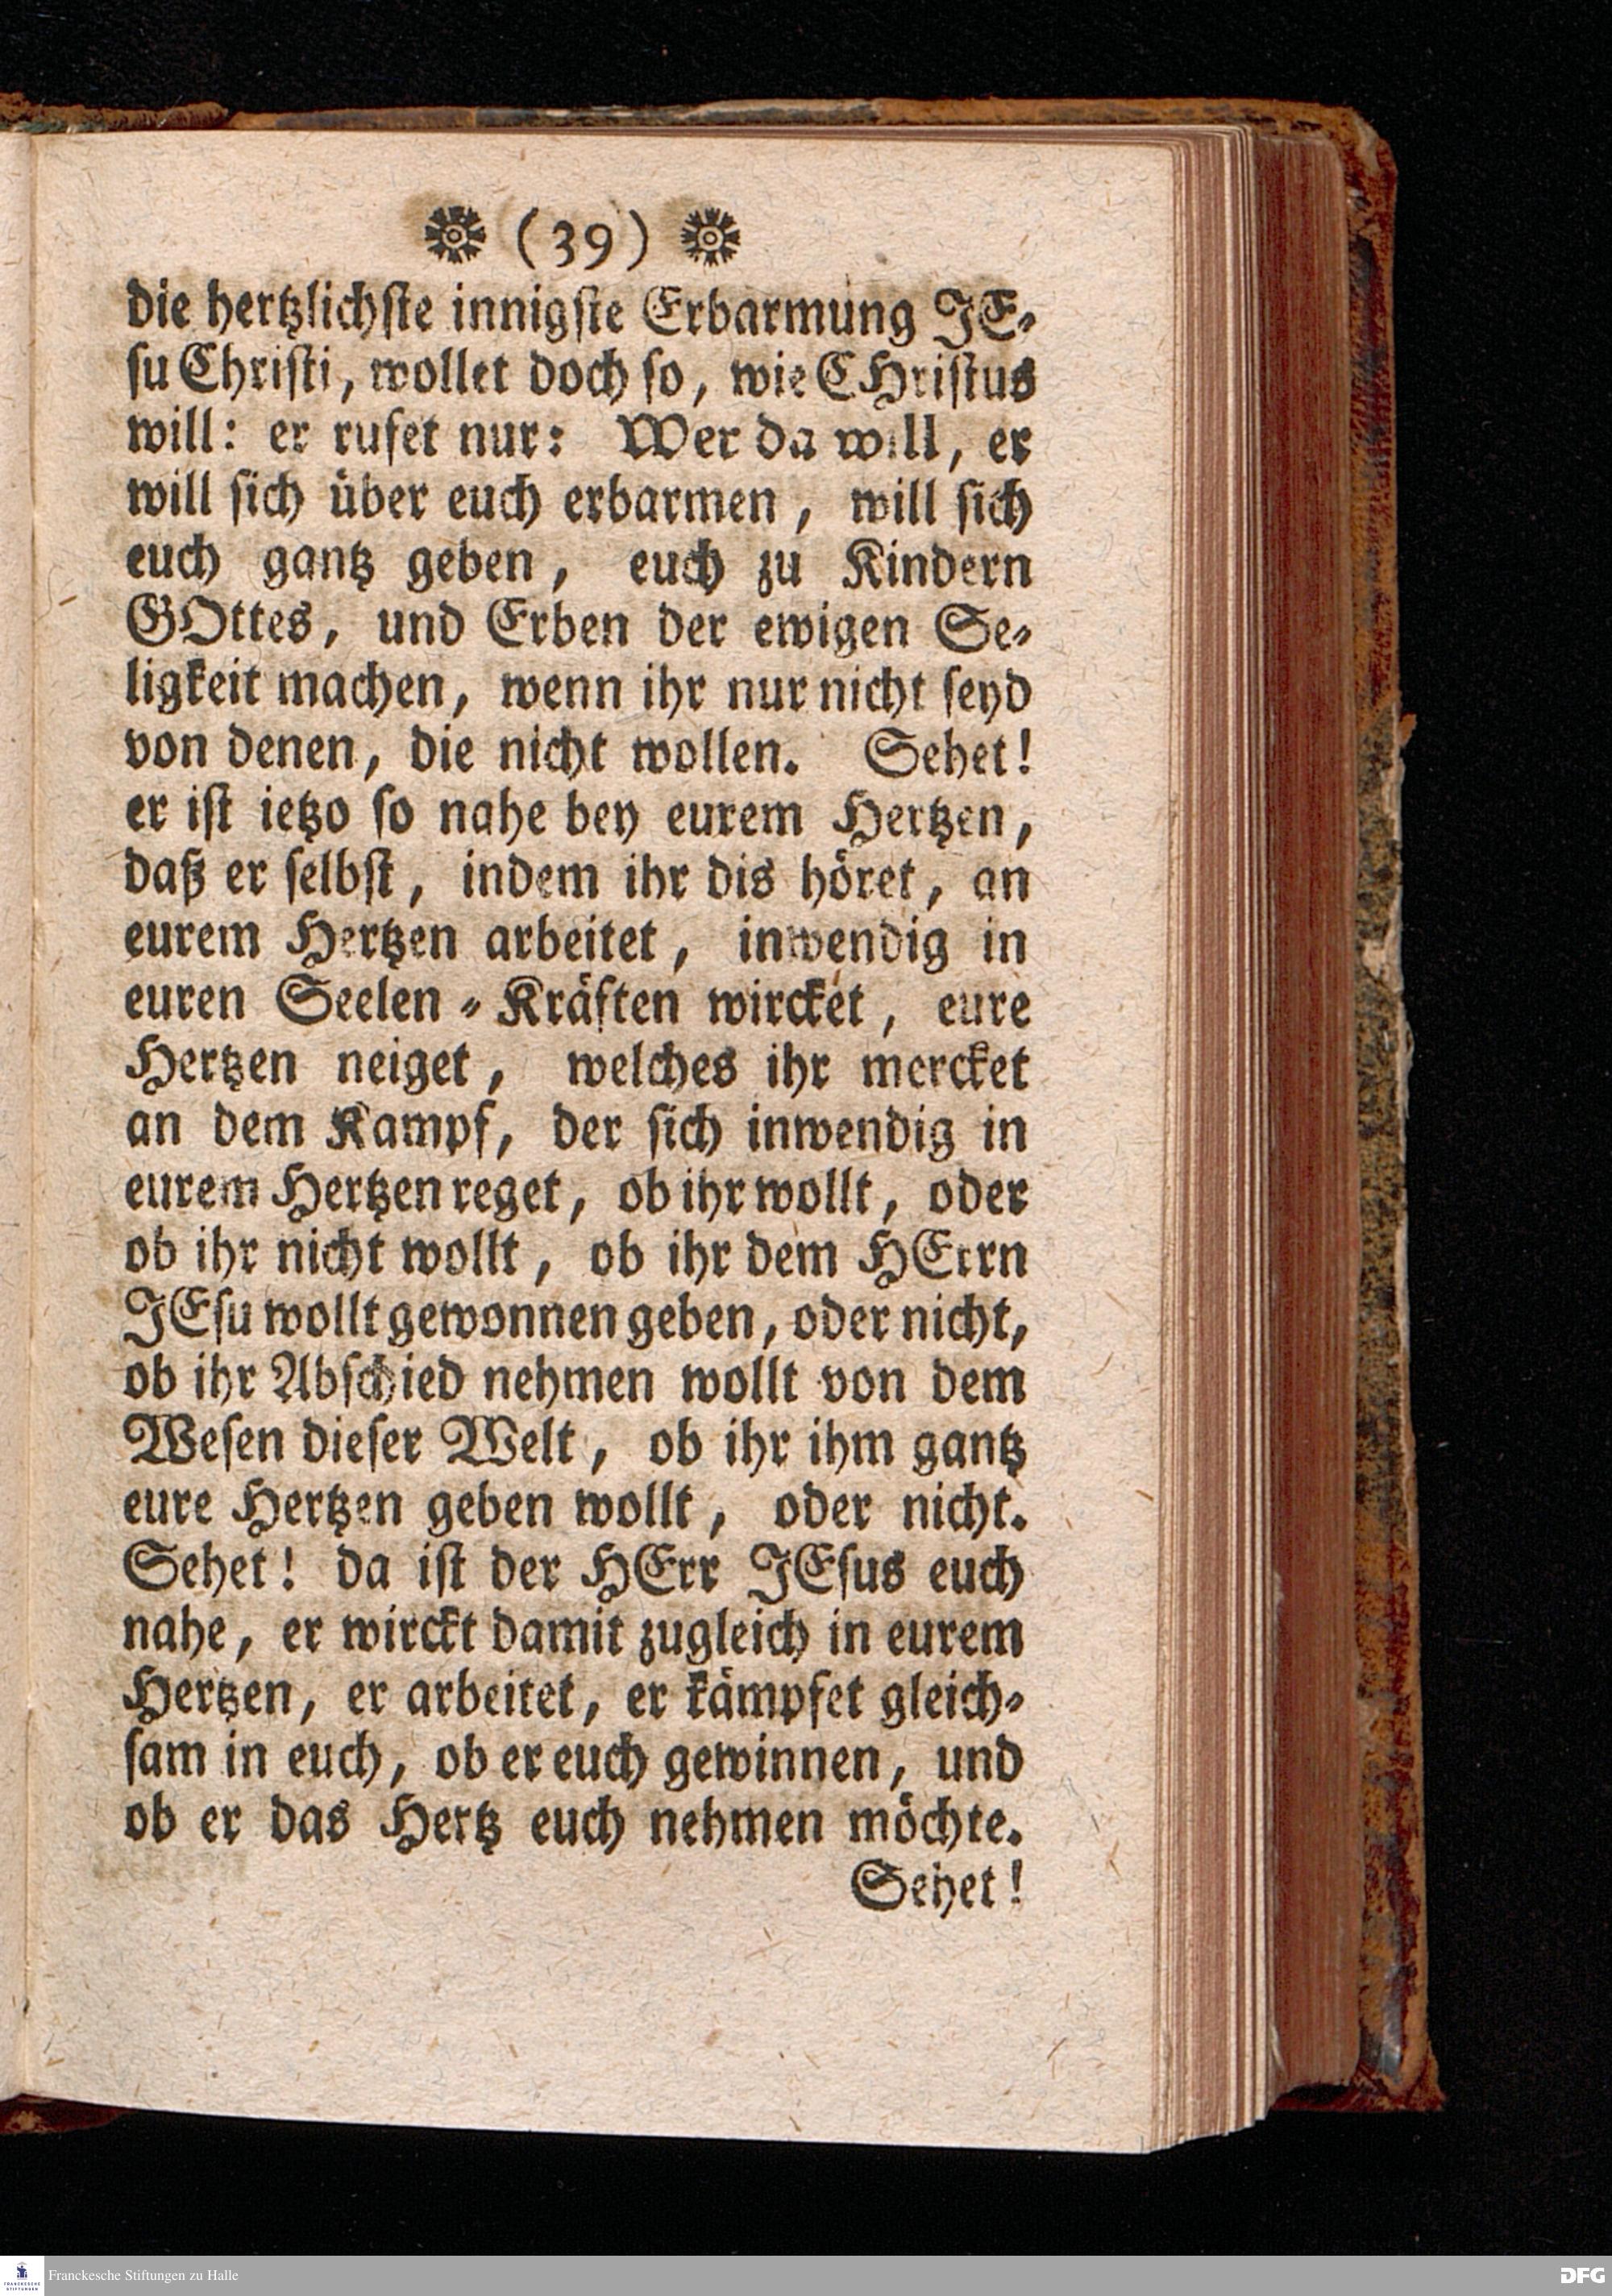 (39)
die hertzlichſte innigſte Erbarmung JE-
ſu Chriſti, wollet doch ſo, wie CHriſtus
will: er rufet nur: Wer da will, er
will ſich über euch erbarmen, will ſich
euch gantz geben, euch zu Kindern
GOttes, und Erben der ewigen Se-
ligkeit machen, wenn ihr nur nicht ſeyd
von denen, die nicht wollen. Sehet!
er iſt ietzo ſo nahe bey eurem Hertzen,
daß er ſelbſt, indem ihr dis höret, an
eurem Hertzen arbeitet, inwendig in
euren Seelen-Kräften wircket, eure
Hertzen neiget, welches ihr mercket
an dem Kampf, der ſich inwendig in
eurem Hertzen reget, ob ihr wollt, oder
ob ihr nicht wollt, ob ihr dem HErrn
JEſu wollt gewonnen geben, oder nicht,
ob ihr Abſchied nehmen wollt von dem
Weſen dieſer Welt, ob ihr ihm gantz
eure Hertzen geben wollt, oder nicht.
Sehet! da iſt der HErr JEſus euch
nahe, er wirckt damit zugleich in eurem
Hertzen, er arbeitet, er kämpfet gleich-
ſam in euch, ob er euch gewinnen, und
ob er das Hertz euch nehmen möchte.
Sehet!
FRANCKESCHE
STIFTUNGEN
Franckesche Stiftungen zu Halle
DFG